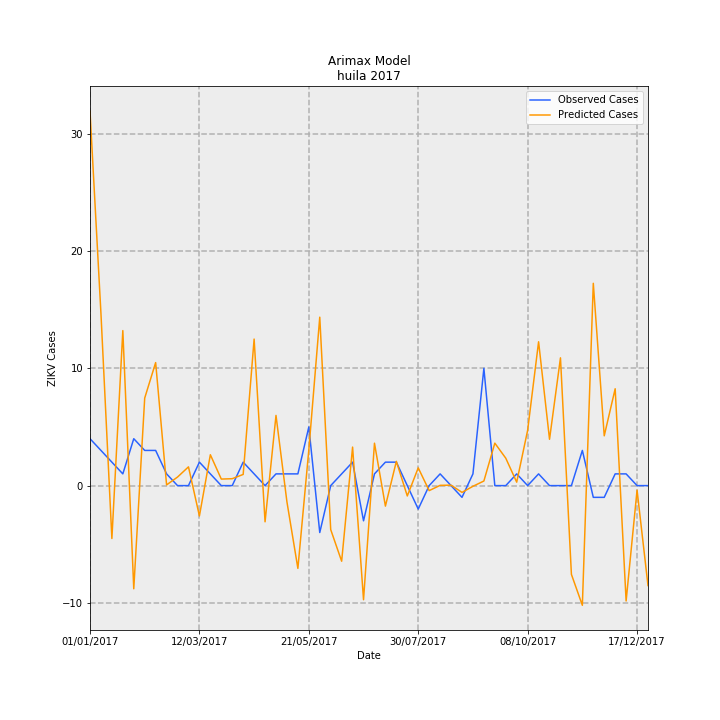 Arimax Model
huila 2017
Observed Cases
Predicted Cases
30
20
10
0
−10
ZIKV Cases
01/01/2017 12/03/2017 21/05/2017 30/07/2017 08/10/2017 17/12/2017
Date